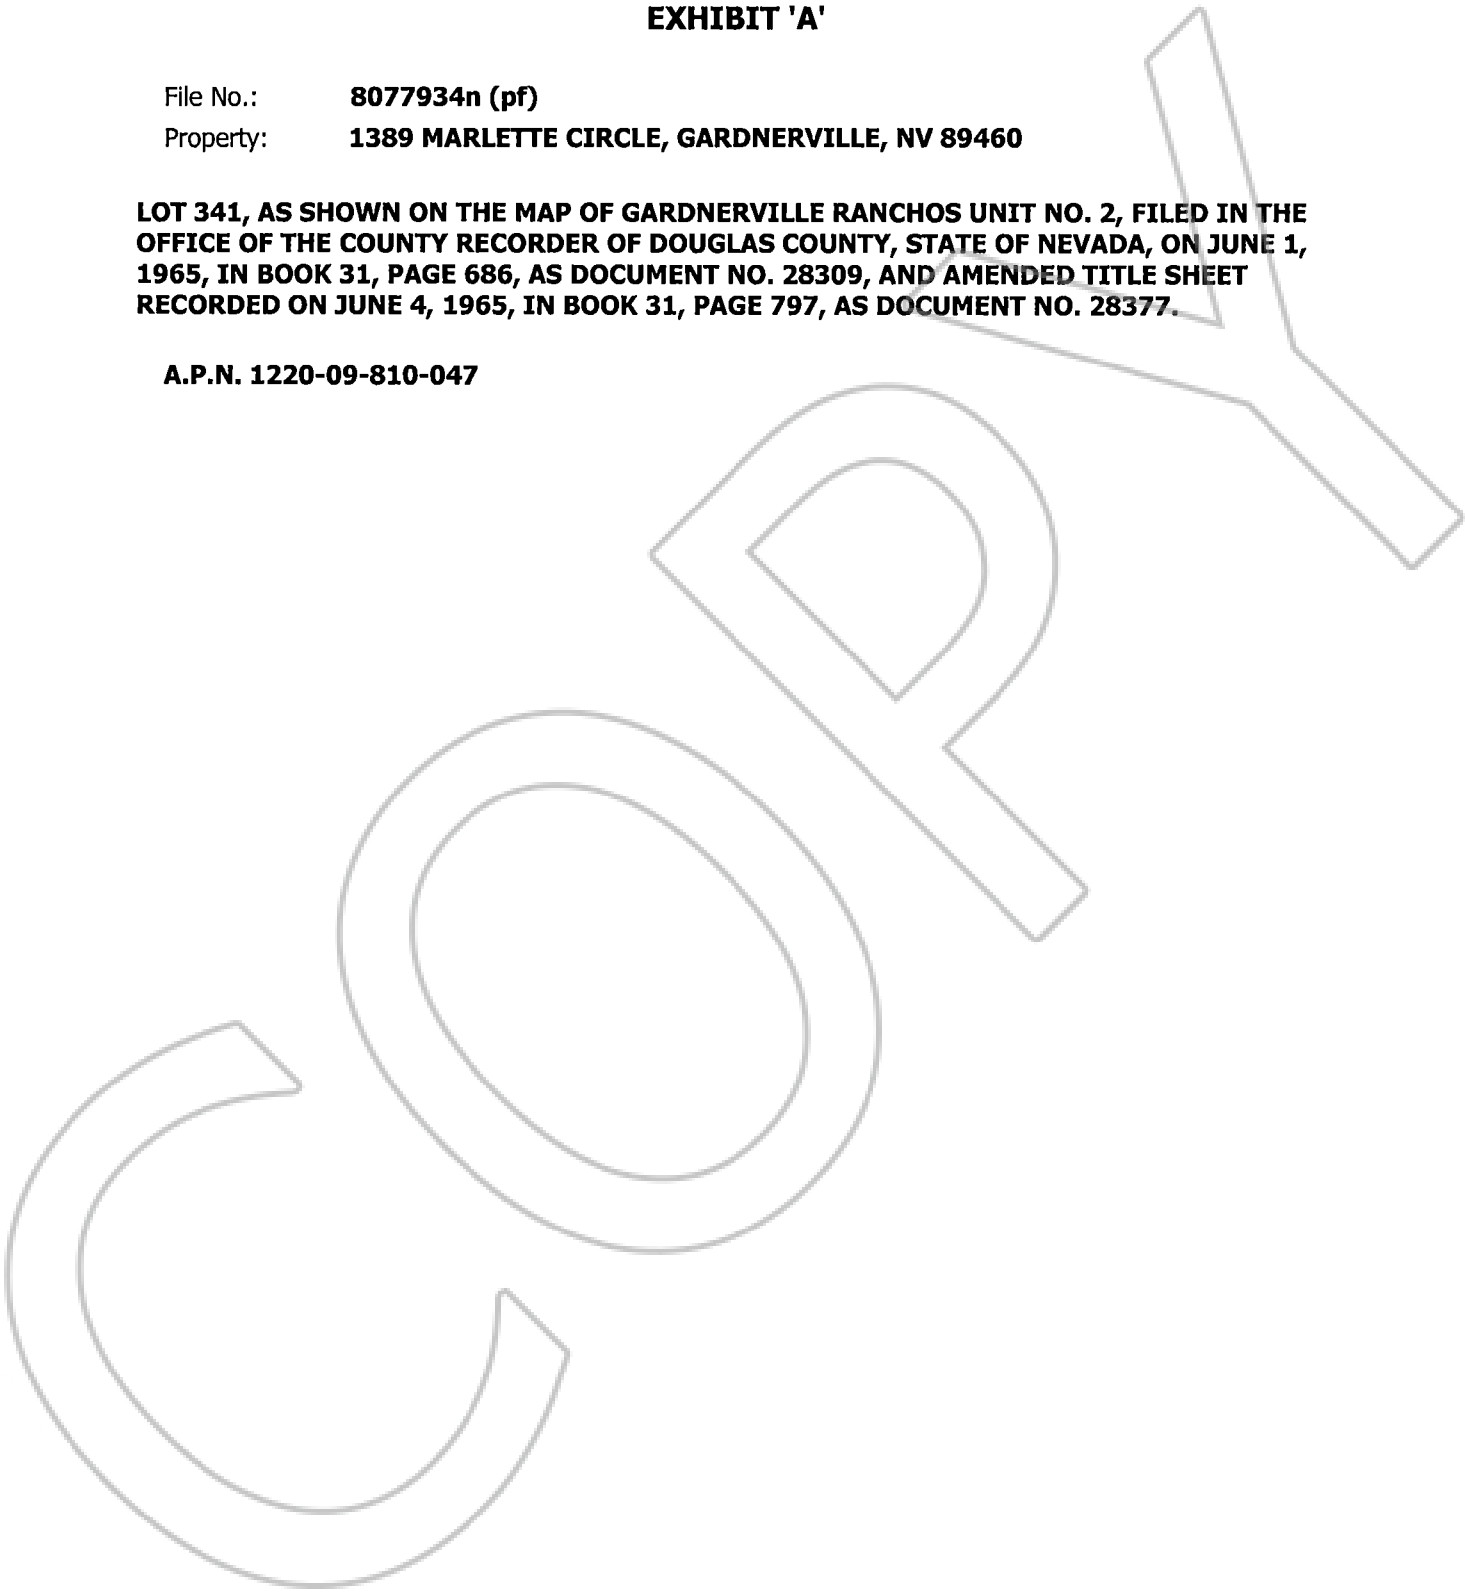 EXHIBIT 'A'
File No.: 8077934n (pf)
Property: 1389 MARLETTE CIRCLE, GARDNERVILLE, NV 89460
LOT 341, AS SHOWN ON THE MAP OF GARDNERVILLE RANCHOS UNIT NO. 2, FILED IN THE
OFFICE OF THE COUNTY RECORDER OF DOUGLAS COUNTY, STATE OF NEVADA, ON JUNE 1,
1965, IN BOOK 31, PAGE 686, AS DOCUMENT NO. 28309, AND AMENDED TITLE SHEET
RECORDED ON JUNE 4, 1965, IN BOOK 31, PAGE 797, AS DOCUMENT NO. 28377.
A.P.N. 1220-09-810-047
COPY